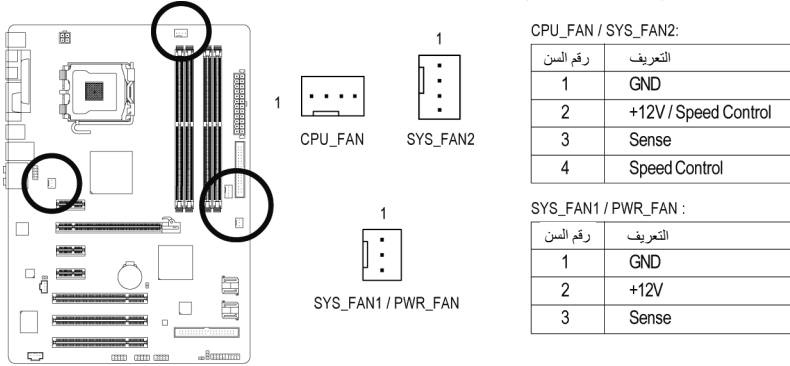 1
CPU_FAN
1
SYS_FAN2
1
SYS_FAN1 / PWR_FAN
CPU_FAN / SYS_FAN2:
رقم السن التعريف
1 GND
2 +12V / Speed Control
3 Sense
4 Speed Control
SYS_FAN1 / PWR_FAN :
رقم السن التعريف
1 GND
2 +12V
3 Sense